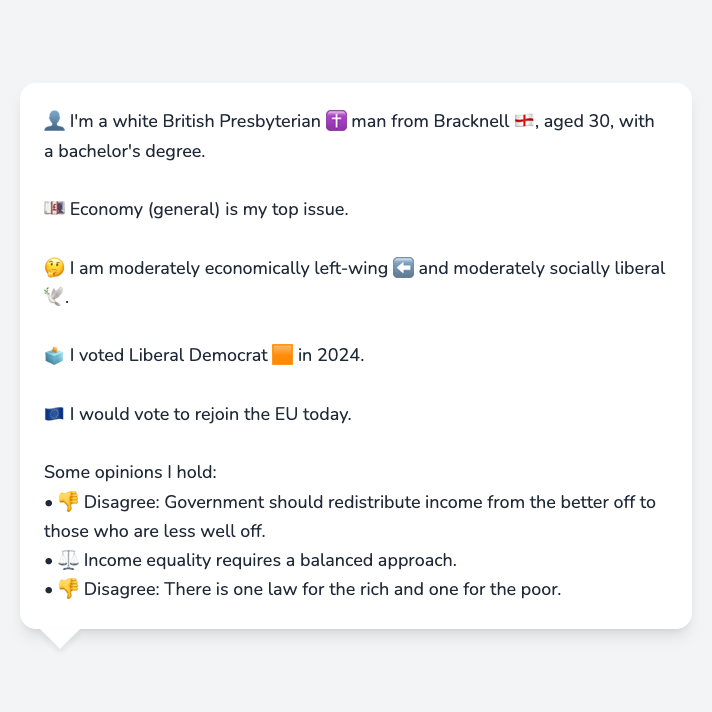 👤 I'm a white British Presbyterian ✝️ man from Bracknell 🏴󠁧󠁢󠁥󠁮󠁧󠁿, aged 30, with
a bachelor's degree.
💷 Economy (general) is my top issue.
🤔 I am moderately economically left-wing ⬅️ and moderately socially liberal
🕊️.
🗳️ I voted Liberal Democrat 🟧 in 2024.
🇪🇺 I would vote to rejoin the EU today.
Some opinions I hold:
• 👎 Disagree: Government should redistribute income from the better off to
those who are less well off.
• ⚖️ Income equality requires a balanced approach.
• 👎 Disagree: There is one law for the rich and one for the poor.